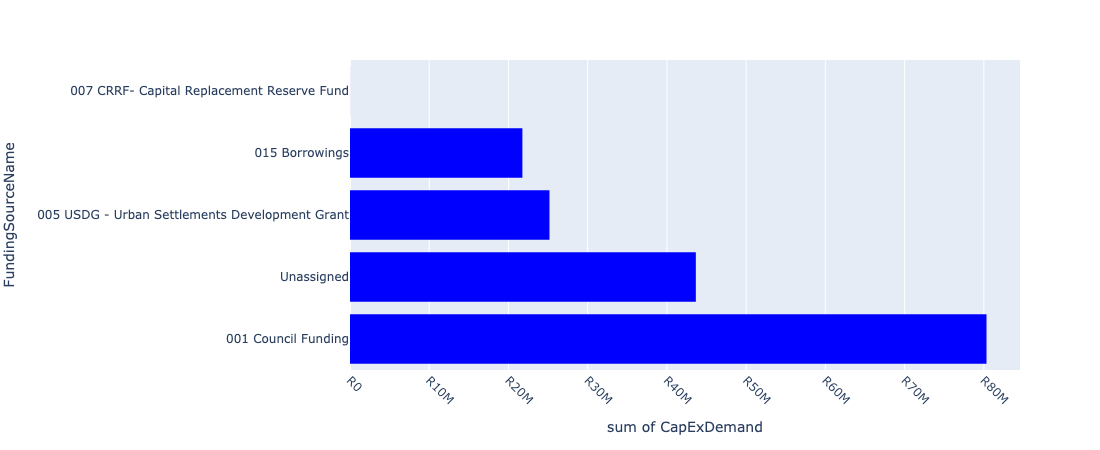 007 CRRF- Capital Replacement Reserve Fund
015 Borrowings
005 USDG - Urban Settlements Development Grant
Unassigned
001 Council Funding
FundingSourceName
R0
R10M
R20M
R30M
R40M
R50M
R60M
R70M
R80M
sum of CapExDemand